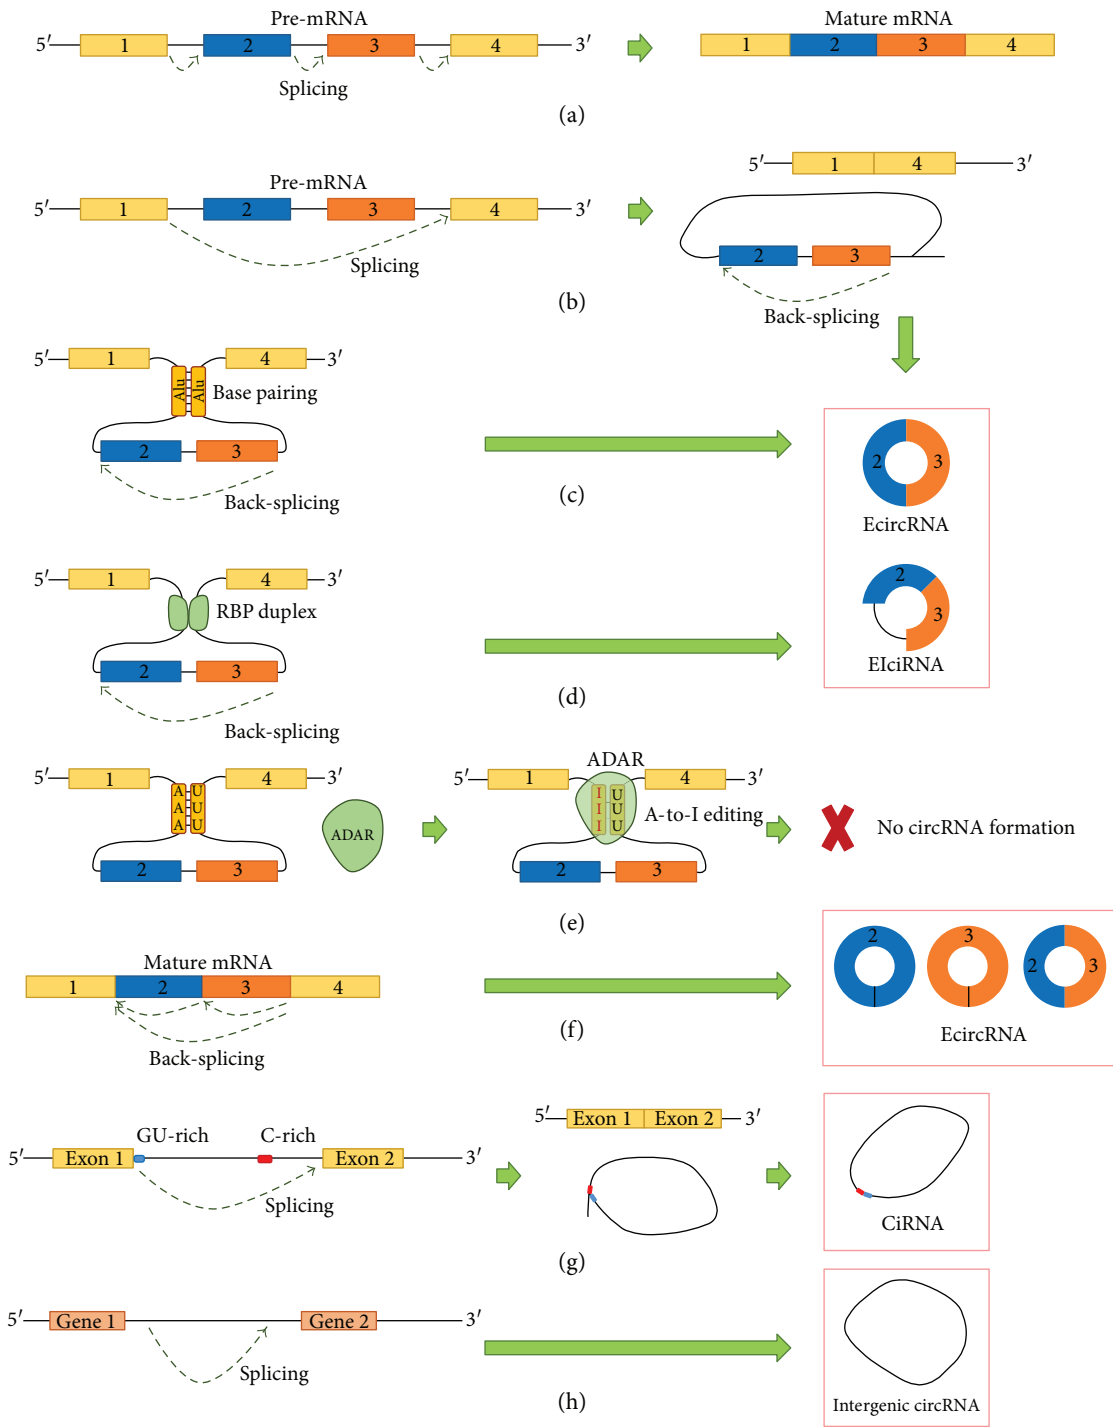 Pre-mRNA Mature mRNA
5′ 1 2 3 4 3′ 1 2 3 4
Splicing
(a)
5′ 1 4 3′
Pre-mRNA
5′ 1 2 3 4 3′
2 3
Splicing
(b)
Back-splicing
5′ 1 4 3′
Alu Alu Base pairing
2 3
2 3
Back-splicing
(c)
EcircRNA
5′ 1 4 3′
2
RBP duplex
3
EIciRNA
2 3
(d)
Back-splicing
5′ 1 4 3′
A U
A U
A U
ADAR
2 3
ADAR
5′ 1 4 3′
I U
I U
I U
A-to-I editing
2 3
No circRNA formation
(e)
Mature mRNA
1 2 3 4
Back-splicing
2 3 2 3
EcircRNA
(f)
GU-rich C-rich
5′ Exon 1 Exon 2 3′
Splicing
5′ Exon 1 Exon 2 3′
CiRNA
(g)
5′ Gene 1 Gene 2 3′
Splicing
Intergenic circRNA
(h)